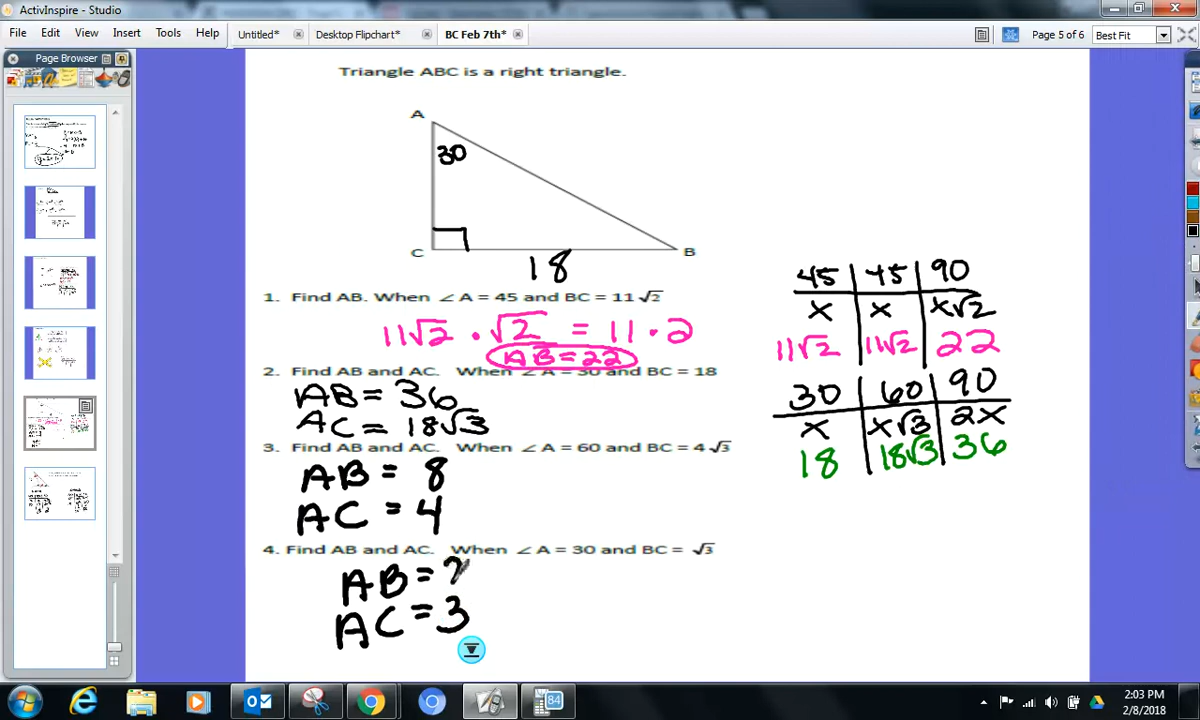 ActivInspire - Studio
File Edit View Insert Tools Help
Untitled* Desktop Flipchart* BC Feb 7th*
Page 5 of 6 Best Fit
Page Browser
Triangle ABC is a right triangle.
A
30
C
B
18
1. Find AB. When ∠A = 45 and BC = 11√2
11√2 · √2 = 11 · 2
AB = 22
2. Find AB and AC. When ∠A = 30 and BC = 18
AB = 36
AC = 18√3
3. Find AB and AC. When ∠A = 60 and BC = 4√3
AB = 8
AC = 4
4. Find AB and AC. When ∠A = 30 and BC = √3
AB =
AC = 3
45 45 90
x x x√2
11√2 11√2 22
30 60 90
x x√3 2x
18 18√3 36
84
2:03 PM
2/8/2018